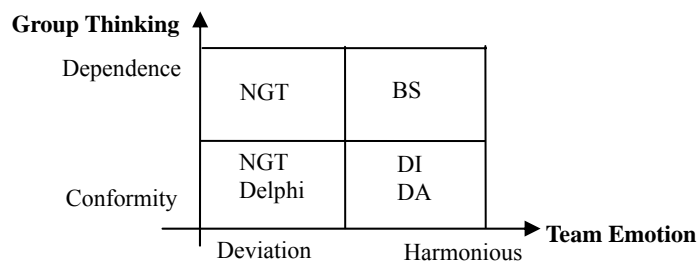 Group Thinking
Dependence
NGT
BS
NGT
Delphi
DI
DA
Conformity
Team Emotion
Deviation
Harmonious